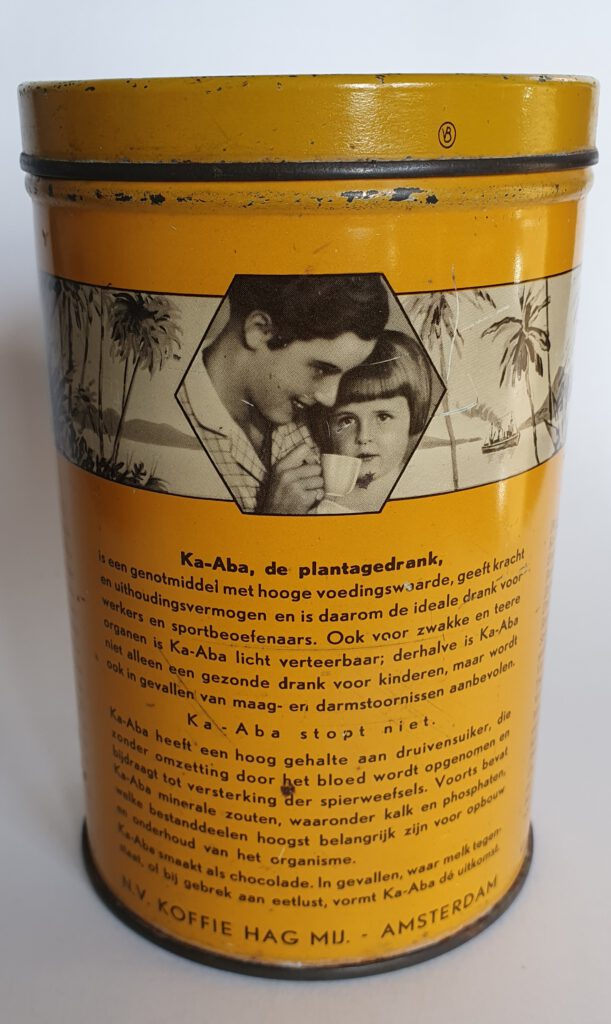 VB
Ka-Aba, de plantagedrank,
is een genotmiddel met hooge voedingswaarde, geeft kracht
en uithoudingsvermogen en is daarom de ideale drank voor
werkers en sportbeoefenaars. Ook voor zwakke en teere
organen is Ka-Aba licht verteerbaar; derhalve is Ka-Aba
niet alleen een gezonde drank voor kinderen, maar wordt
ook in gevallen van maag- en darmstoornissen aanbevolen.
Ka-Aba stopt niet.
Ka-Aba heeft een hoog gehalte aan druivensuiker, die
zonder omzetting door het bloed wordt opgenomen en
bijdraagt tot versterking der spierweefsels. Voorts bevat
Ka-Aba minerale zouten, waaronder kalk en phosphaten,
welke bestanddeelen hoogst belangrijk zijn voor opbouw
en onderhoud van het organisme.
Ka-Aba smaakt als chocolade. In gevallen, waar melk tegen-
staat, of bij gebrek aan eetlust, vormt Ka-Aba dé uitkomst.
N.V. KOFFIE HAG MIJ. - AMSTERDAM